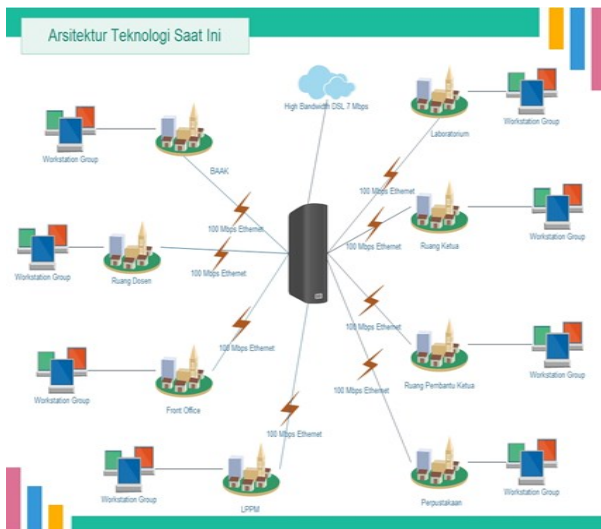 Arsitektur Teknologi Saat Ini
High Bandwidth DSL 7 Mbps
Workstation Group
BAAK
100 Mbps Ethernet
Workstation Group
Ruang Dosen
100 Mbps Ethernet
Workstation Group
Front Office
100 Mbps Ethernet
Workstation Group
LPPM
100 Mbps Ethernet
Laboratorium
Workstation Group
100 Mbps Ethernet
Ruang Ketua
Workstation Group
100 Mbps Ethernet
Ruang Pembantu Ketua
Workstation Group
100 Mbps Ethernet
Perpustakaan
Workstation Group
100 Mbps Ethernet